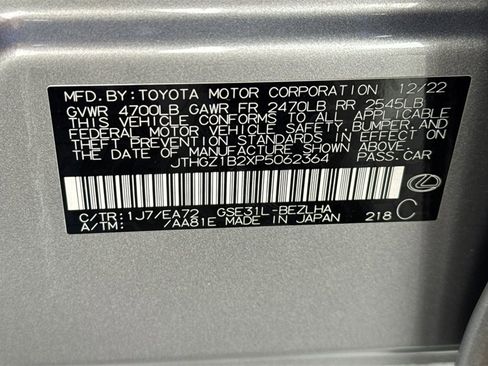 MFD.BY:TOYOTA MOTOR CORPORATION 12/22
GVWR 4700LB GAWR FR 2470LB RR 2545LB
THIS VEHICLE CONFORMS TO ALL APPLICABLE
FEDERAL MOTOR VEHICLE SAFETY,BUMPER,AND
THEFT PREVENTION STANDARDS IN EFFECT ON
THE DATE OF MANUFACTURE SHOWN ABOVE.
JTHGZ1B2XP5062364 PASS.CAR
C/TR:1J7/EA72 GSE31L-BEZLHA
A/TM: /AA81E MADE IN JAPAN 218 C